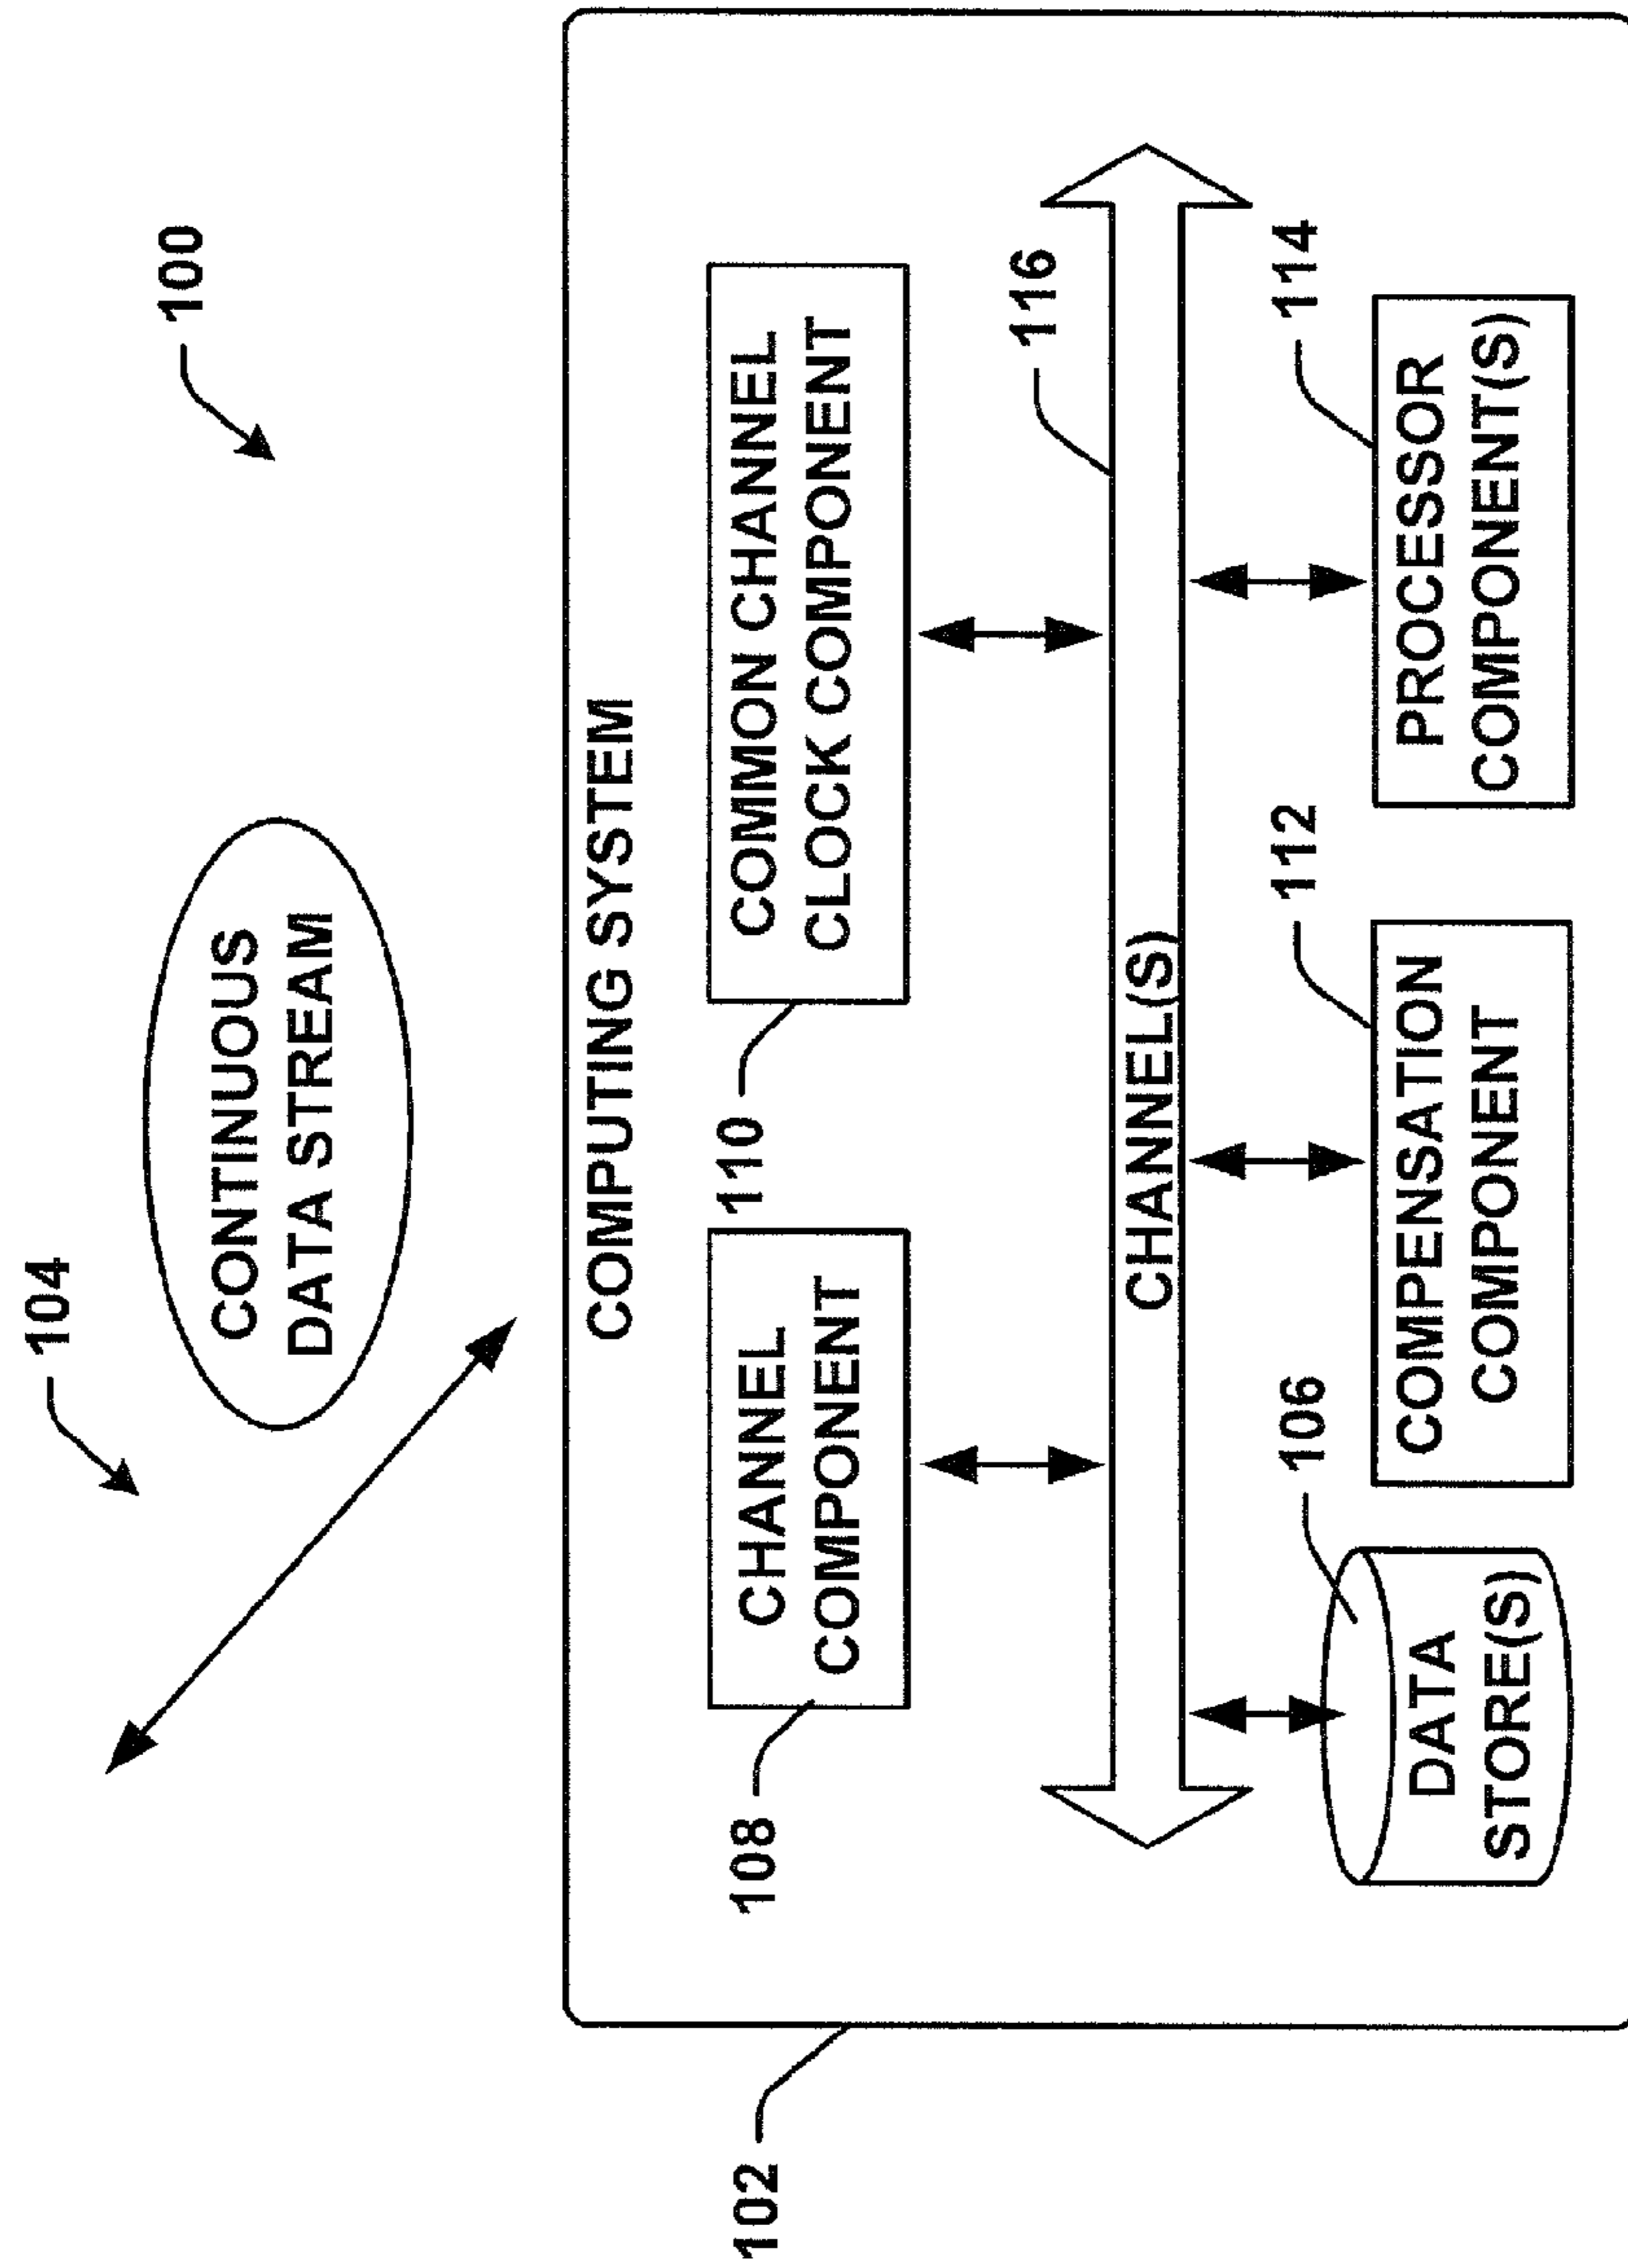 100
104
CONTINUOUS
DATA STREAM
COMPUTING SYSTEM
102
108
CHANNEL
COMPONENT
110
COMMON CHANNEL
CLOCK COMPONENT
116
CHANNEL(S)
106
DATA
STORE(S)
112
COMPENSATION
COMPONENT
114
PROCESSOR
COMPONENT(S)